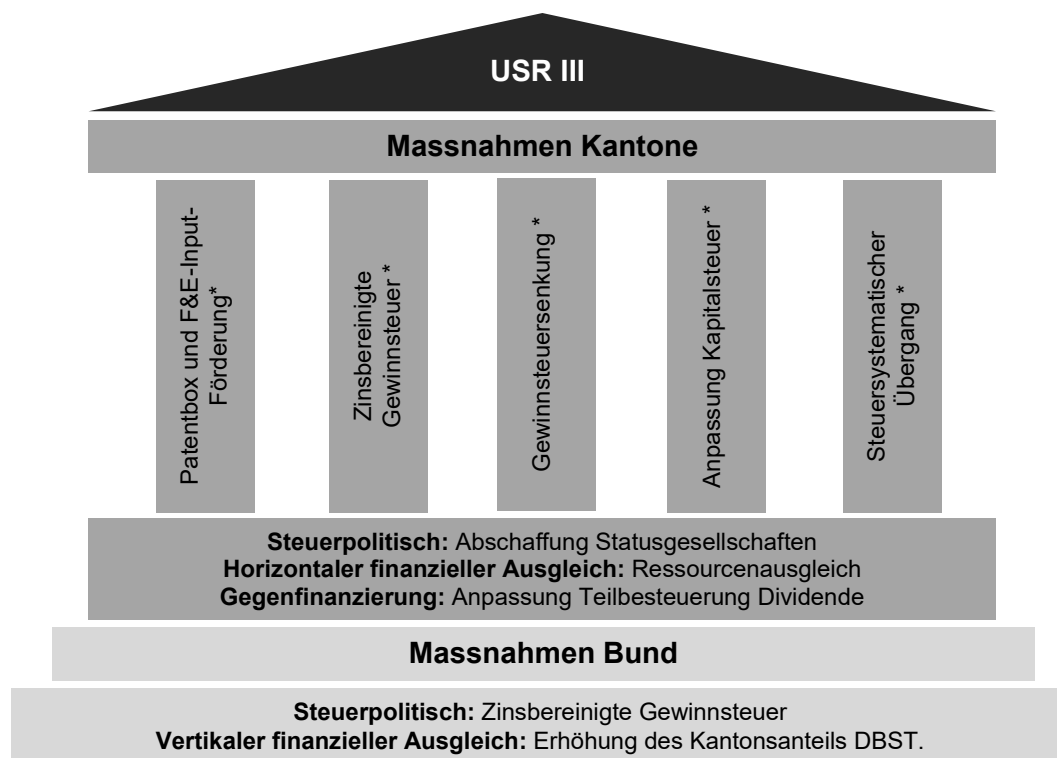 USR III
Massnahmen Kantone
Patentbox und F&E-Input-
Förderung*
Zinsbereinigte
Gewinnsteuer *
Gewinnsteuersenkung *
Anpassung Kapitalsteuer *
Steuersystematischer
Übergang *
Steuerpolitisch: Abschaffung Statusgesellschaften
Horizontaler finanzieller Ausgleich: Ressourcenausgleich
Gegenfinanzierung: Anpassung Teilbesteuerung Dividende
Massnahmen Bund
Steuerpolitisch: Zinsbereinigte Gewinnsteuer
Vertikaler finanzieller Ausgleich: Erhöhung des Kantonsanteils DBST.